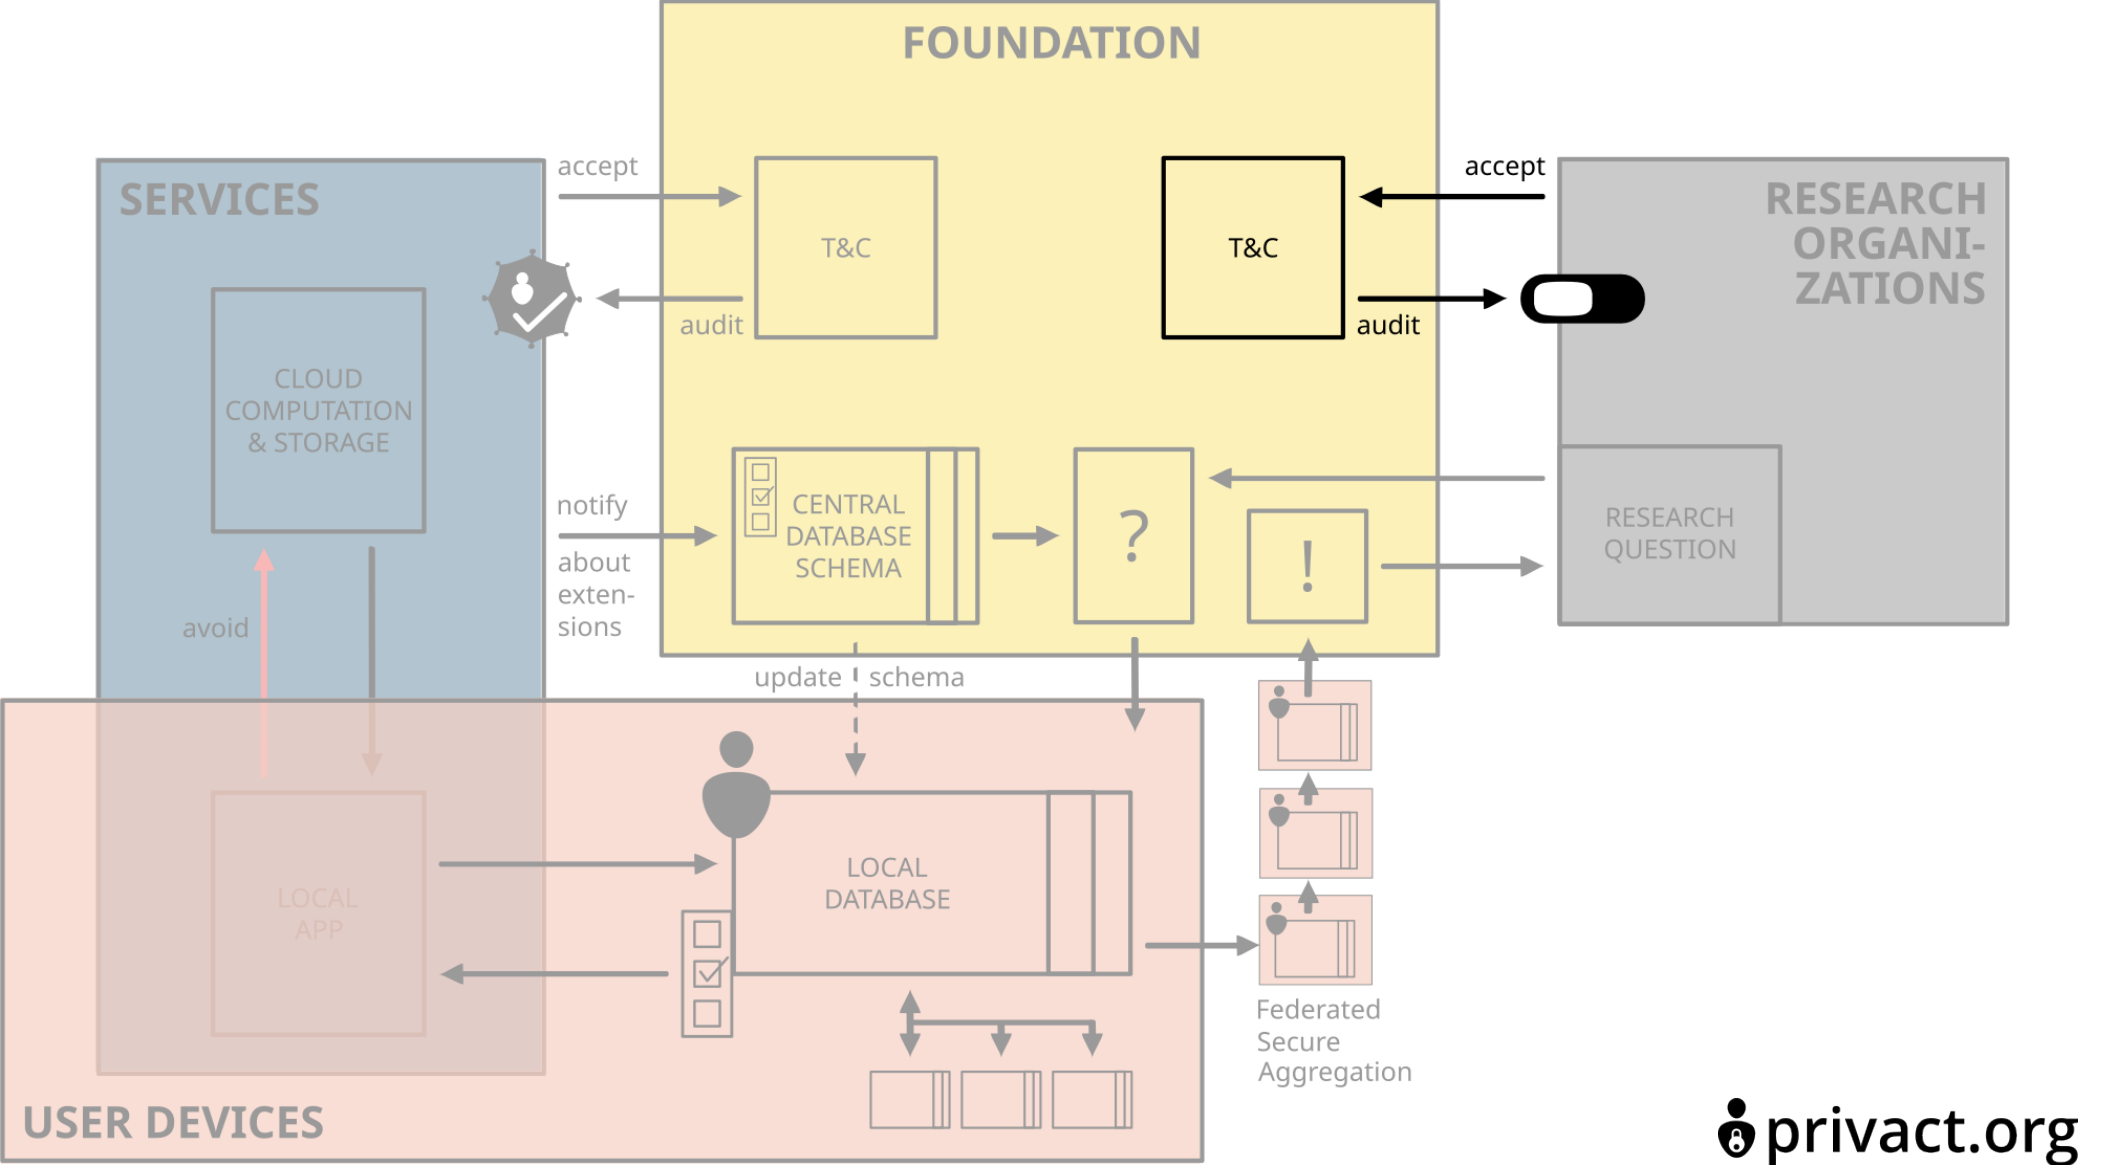 FOUNDATION
SERVICES
accept
T&C
audit
T&C
accept
audit
RESEARCH
ORGANI-
ZATIONS
CLOUD
COMPUTATION
& STORAGE
notify
about
exten-
sions
CENTRAL
DATABASE
SCHEMA
?
!
RESEARCH
QUESTION
avoid
update schema
LOCAL
APP
LOCAL
DATABASE
Federated
Secure
Aggregation
USER DEVICES
privact.org